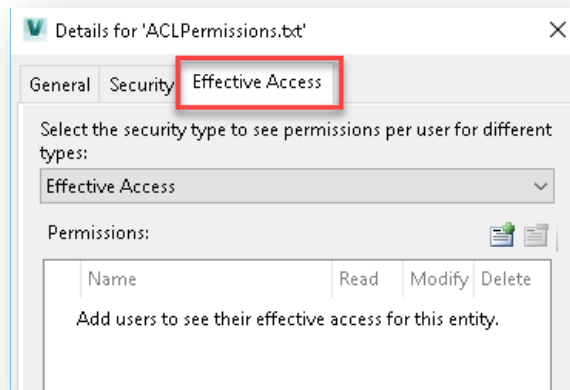 Details for 'ACLPermissions.txt'
General Security Effective Access
Select the security type to see permissions per user for different
types:
Effective Access
Permissions:
Name Read Modify Delete
Add users to see their effective access for this entity.